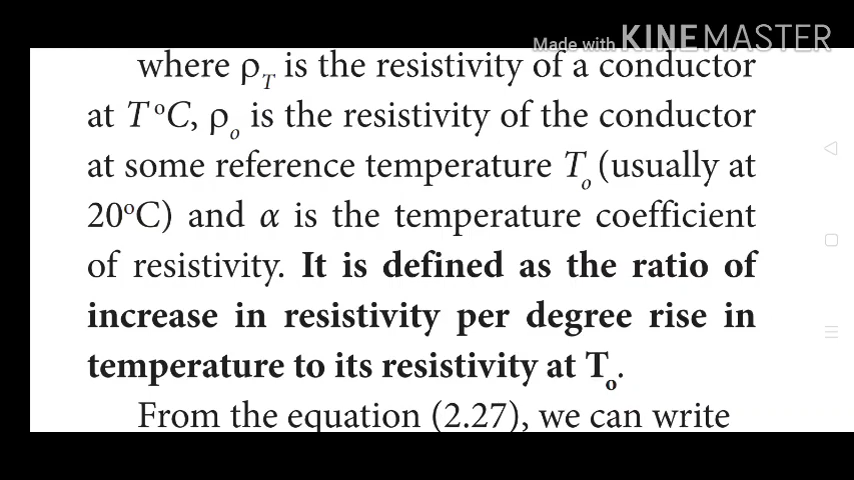 Made with KINEMASTER
where ρT is the resistivity of a conductor
at T °C, ρo is the resistivity of the conductor
at some reference temperature To (usually at
20°C) and α is the temperature coefficient
of resistivity. It is defined as the ratio of
increase in resistivity per degree rise in
temperature to its resistivity at To.
From the equation (2.27), we can write